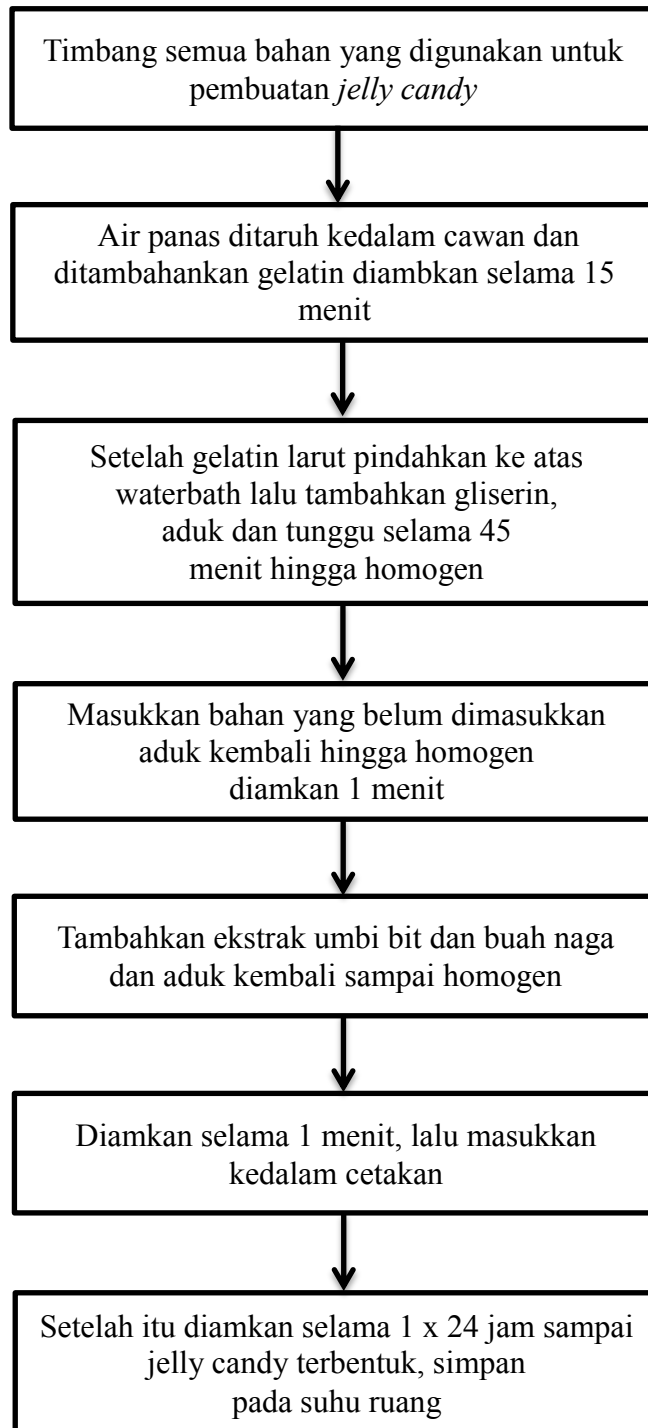 Timbang semua bahan yang digunakan untuk
pembuatan jelly candy
Air panas ditaruh kedalam cawan dan
ditambahankan gelatin diambkan selama 15
menit
Setelah gelatin larut pindahkan ke atas
waterbath lalu tambahkan gliserin,
aduk dan tunggu selama 45
menit hingga homogen
Masukkan bahan yang belum dimasukkan
aduk kembali hingga homogen
diamkan 1 menit
Tambahkan ekstrak umbi bit dan buah naga
dan aduk kembali sampai homogen
Diamkan selama 1 menit, lalu masukkan
kedalam cetakan
Setelah itu diamkan selama 1 x 24 jam sampai
jelly candy terbentuk, simpan
pada suhu ruang